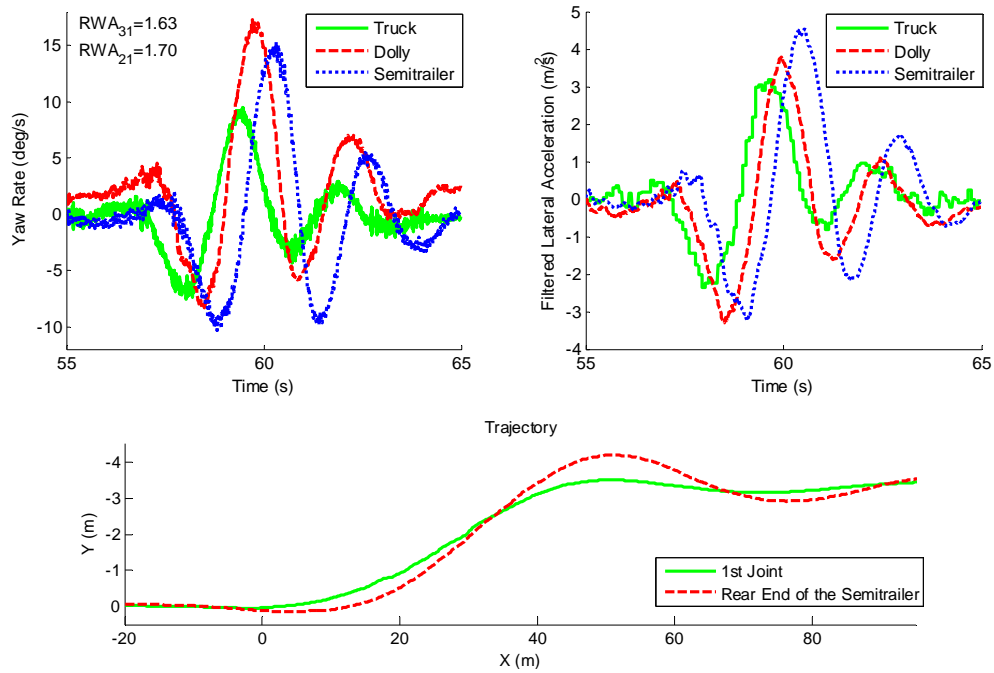 RWA31=1.63
RWA21=1.70
Truck
Dolly
Semitrailer
Yaw Rate (deg/s)
15
10
5
0
-5
-10
55
60
65
Time (s)
Truck
Dolly
Semitrailer
Filtered Lateral Acceleration (m/s²)
5
4
3
2
1
0
-1
-2
-3
-4
55
60
65
Time (s)
Trajectory
Y (m)
-4
-3
-2
-1
0
1st Joint
Rear End of the Semitrailer
-20
0
20
40
60
80
X (m)